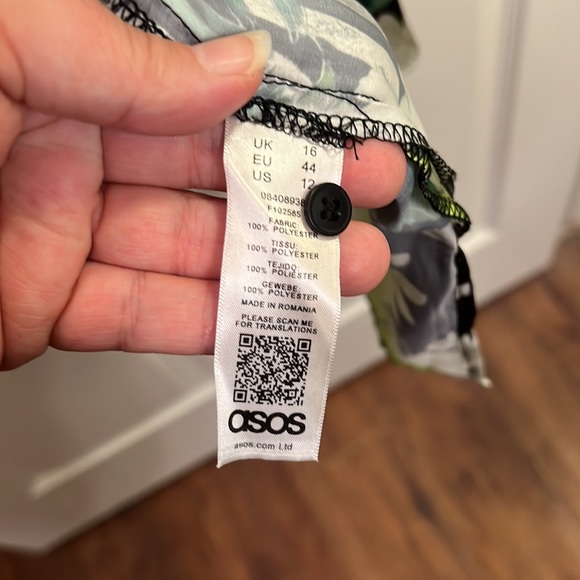 UK 16
EU 44
US 12
FABRIC:
100% POLYESTER
TISSU:
100% POLYESTER
TEJIDO:
100% POLIÉSTER
GEWEBE:
100% POLYESTER
MADE IN ROMANIA
PLEASE SCAN ME
FOR TRANSLATIONS
asos
asos.com Ltd